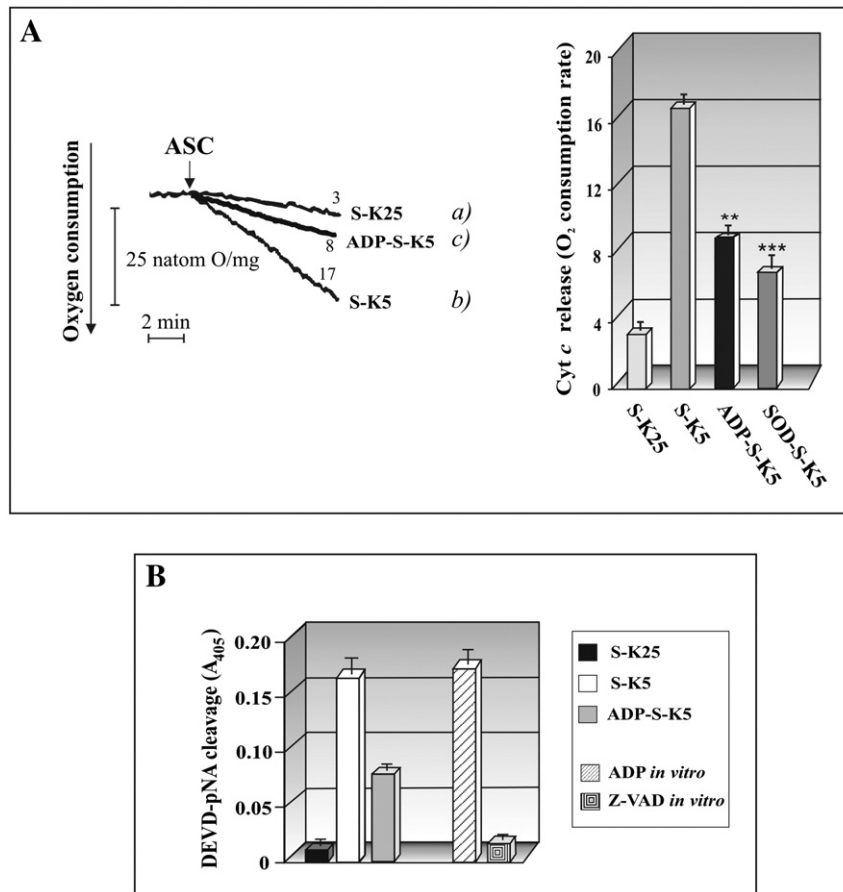 A
Oxygen consumption
ASC
3
S-K25 a)
8
ADP-S-K5 c)
17
S-K5 b)
25 natom O/mg
2 min
Cyt c release (O₂ consumption rate)
20
16
12
8
4
0
**
***
S-K25
S-K5
ADP-S-K5
SOD-S-K5
B
DEVD-pNA cleavage (A₄₀₅)
0.20
0.15
0.10
0.05
0
S-K25
S-K5
ADP-S-K5
ADP in vitro
Z-VAD in vitro